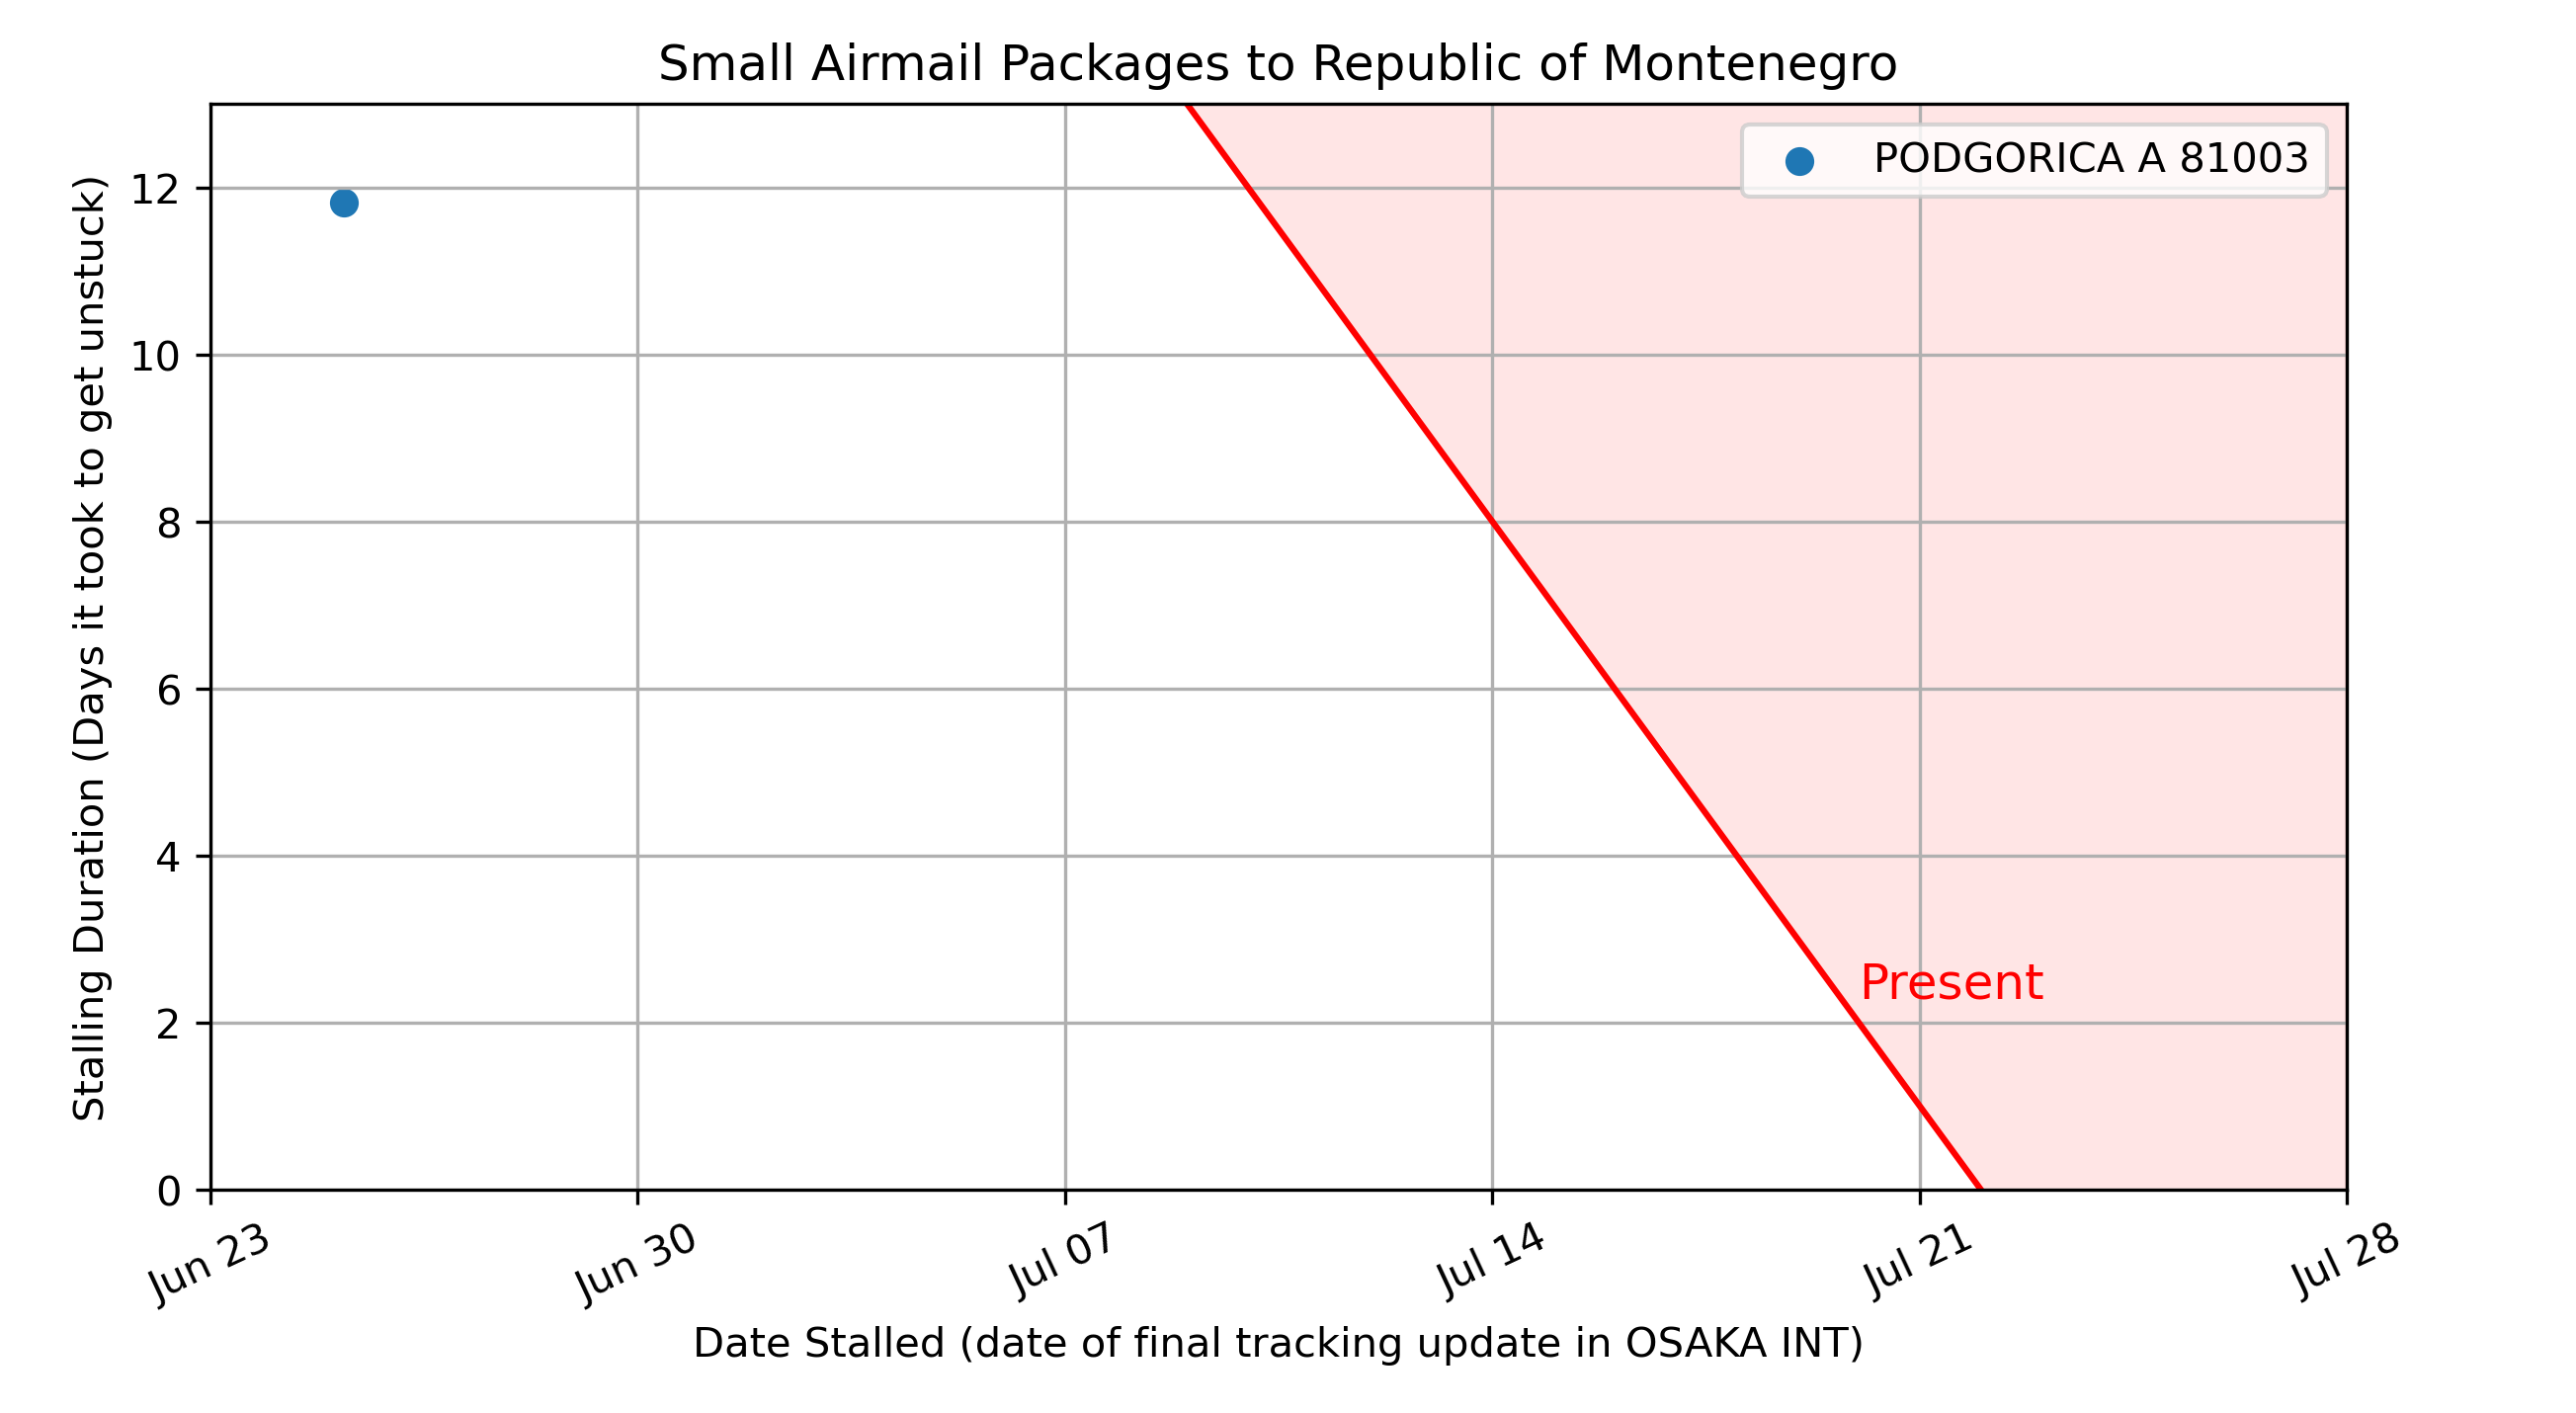 Small Airmail Packages to Republic of Montenegro
PODGORICA A 81003
Stalling Duration (Days it took to get unstuck)
12
10
8
6
4
2
0
Present
Jun 23
Jun 30
Jul 07
Jul 14
Jul 21
Jul 28
Date Stalled (date of final tracking update in OSAKA INT)